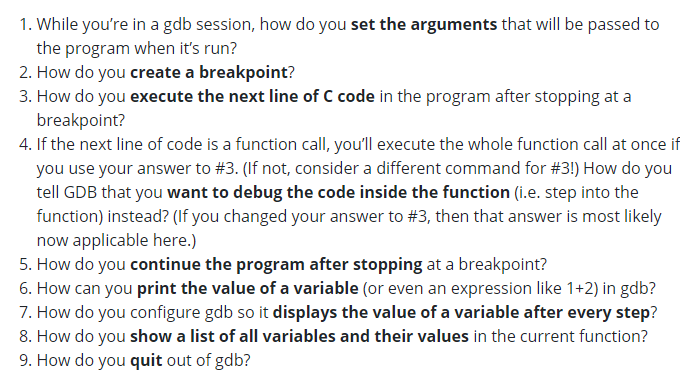 1. While you’re in a gdb session, how do you set the arguments that will be passed to
the program when it’s run?
2. How do you create a breakpoint?
3. How do you execute the next line of C code in the program after stopping at a
breakpoint?
4. If the next line of code is a function call, you’ll execute the whole function call at once if
you use your answer to #3. (If not, consider a different command for #3!) How do you
tell GDB that you want to debug the code inside the function (i.e. step into the
function) instead? (If you changed your answer to #3, then that answer is most likely
now applicable here.)
5. How do you continue the program after stopping at a breakpoint?
6. How can you print the value of a variable (or even an expression like 1+2) in gdb?
7. How do you configure gdb so it displays the value of a variable after every step?
8. How do you show a list of all variables and their values in the current function?
9. How do you quit out of gdb?